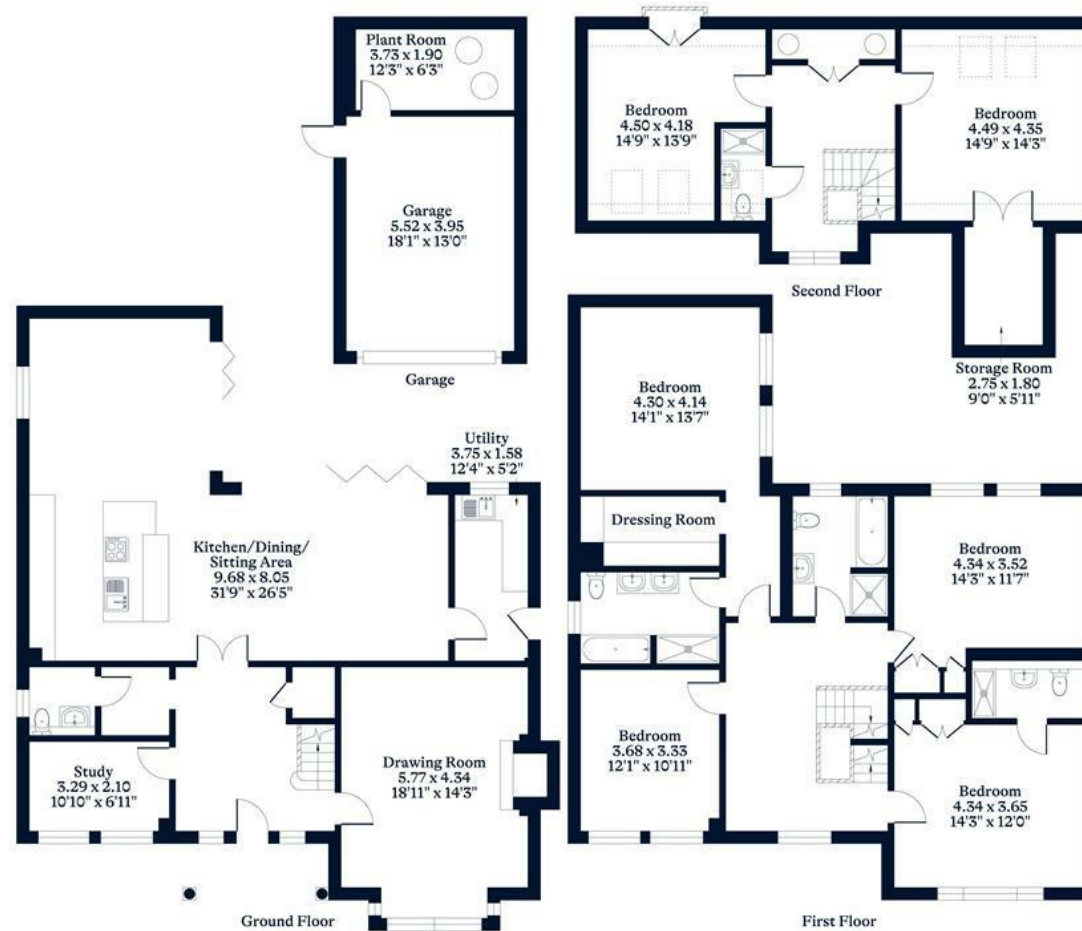 Plant Room
3.73 x 1.90
12'3" x 6'3"
Garage
5.52 x 3.95
18'1" x 13'0"
Garage
Bedroom
4.50 x 4.18
14'9" x 13'9"
Bedroom
4.49 x 4.35
14'9" x 14'3"
Second Floor
Storage Room
2.75 x 1.80
9'0" x 5'11"
Utility
3.75 x 1.58
12'4" x 5'2"
Kitchen/Dining/
Sitting Area
9.68 x 8.05
31'9" x 26'5"
Study
3.29 x 2.10
10'10" x 6'11"
Drawing Room
5.77 x 4.34
18'11" x 14'3"
Ground Floor
Bedroom
4.30 x 4.14
14'1" x 13'7"
Dressing Room
Bedroom
4.34 x 3.52
14'3" x 11'7"
Bedroom
3.68 x 3.33
12'1" x 10'11"
Bedroom
4.34 x 3.65
14'3" x 12'0"
First Floor